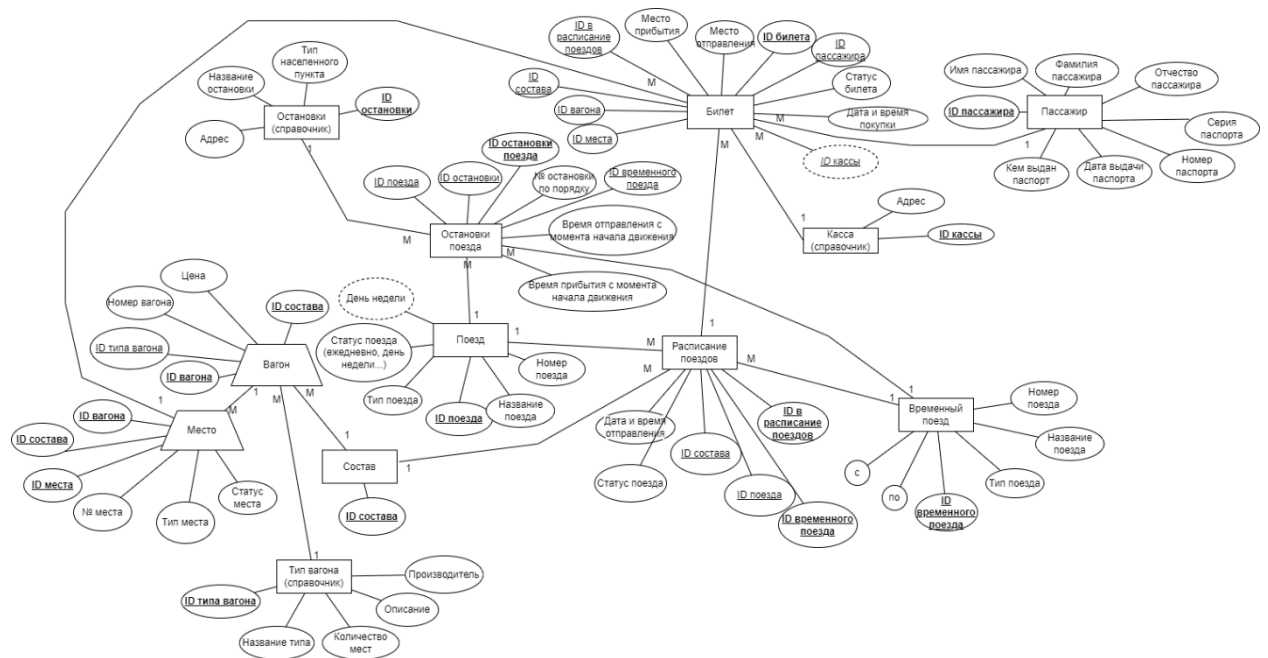 ID в
расписание
поездов
Место
прибытия
Место
отправления
ID билета
ID
пассажира
Статус
билета
Дата и время
покупки
ID кассы
ID
состава
ID вагона
ID места
Билет
М
М
М
М
Тип
населенного
пункта
Название
остановки
ID
остановки
Адрес
Остановки
(справочник)
1
Имя пассажира
Фамилия
пассажира
Отчество
пассажира
ID пассажира
Пассажир
Серия
паспорта
1
Кем выдан
паспорт
Дата выдачи
паспорта
Номер
паспорта
ID поезда
ID остановки
ID остановки
поезда
№ остановки
по порядку
ID временного
поезда
Время отправления с
момента начала движения
Время прибытия с момента
начала движения
Остановки
поезда
М
М
М
Адрес
1
Касса
(справочник)
ID кассы
Цена
Номер вагона
ID состава
ID типа вагона
ID вагона
Вагон
1
М
М
День недели
Статус поезда
(ежедневно, день
недели...)
Тип поезда
ID поезда
Название
поезда
Номер
поезда
Поезд
1
1
М
1
Расписание
поездов
М
М
Дата и время
отправления
Статус поезда
ID состава
ID поезда
ID временного
поезда
ID в
расписание
поездов
1
1
Временный
поезд
Номер
поезда
Название
поезда
Тип поезда
ID
временного
поезда
с
по
ID вагона
ID состава
ID места
№ места
Тип места
Статус
места
1
М
Место
1
Состав
1
ID состава
1
Тип вагона
(справочник)
ID типа вагона
Название типа
Количество
мест
Описание
Производитель